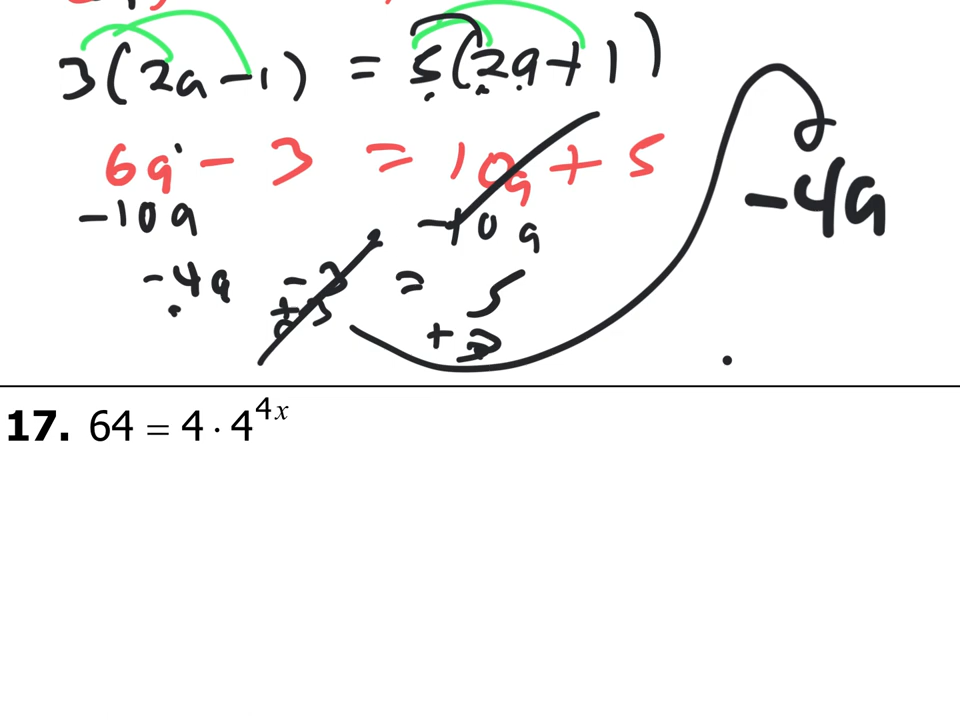 3(2a-1) = 5(2a+1)
6a - 3 = 10a + 5
-10a -10a
-4a -3 = 5
+3 +3
-4a
17. 64 = 4 · 4^{4x}